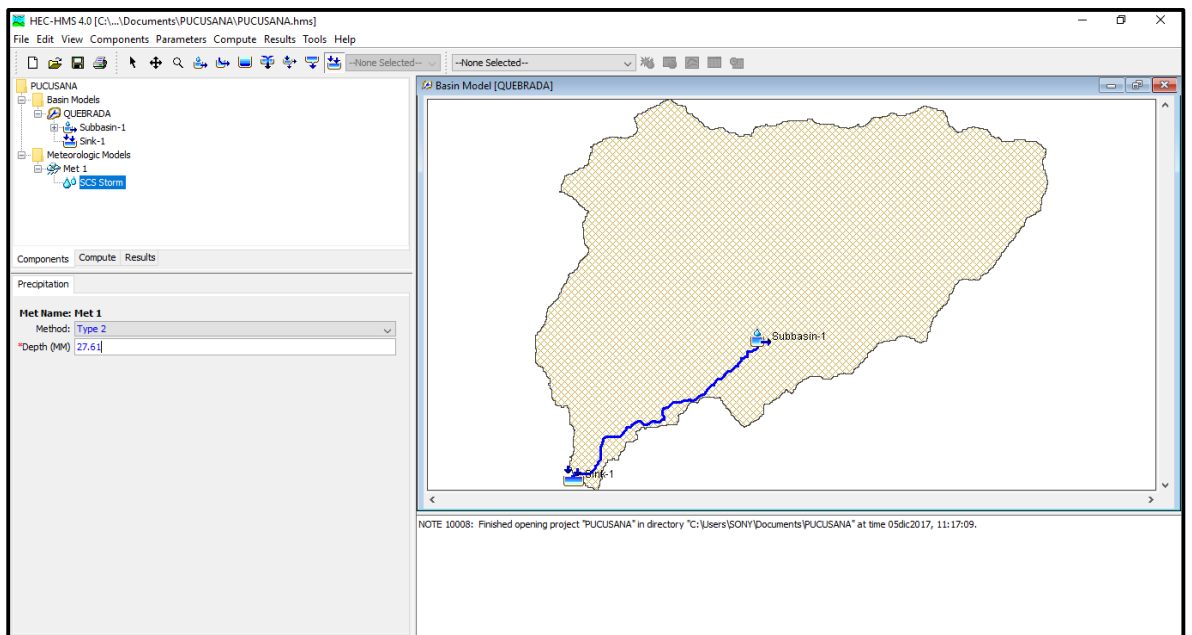 HEC-HMS 4.0 [C:\...\Documents\PUCUSANA\PUCUSANA.hms]
File Edit View Components Parameters Compute Results Tools Help
--None Selected-- --None Selected--
PUCUSANA
Basin Models
QUEBRADA
Subbasin-1
Sink-1
Meteorologic Models
Met 1
SCS Storm
Components Compute Results
Precipitation
Met Name: Met 1
Method: Type 2
*Depth (MM) 27.61
Basin Model [QUEBRADA]
Subbasin-1
Sink-1
NOTE 10008: Finished opening project "PUCUSANA" in directory "C:\Users\SONY\Documents\PUCUSANA" at time 05dic2017, 11:17:09.